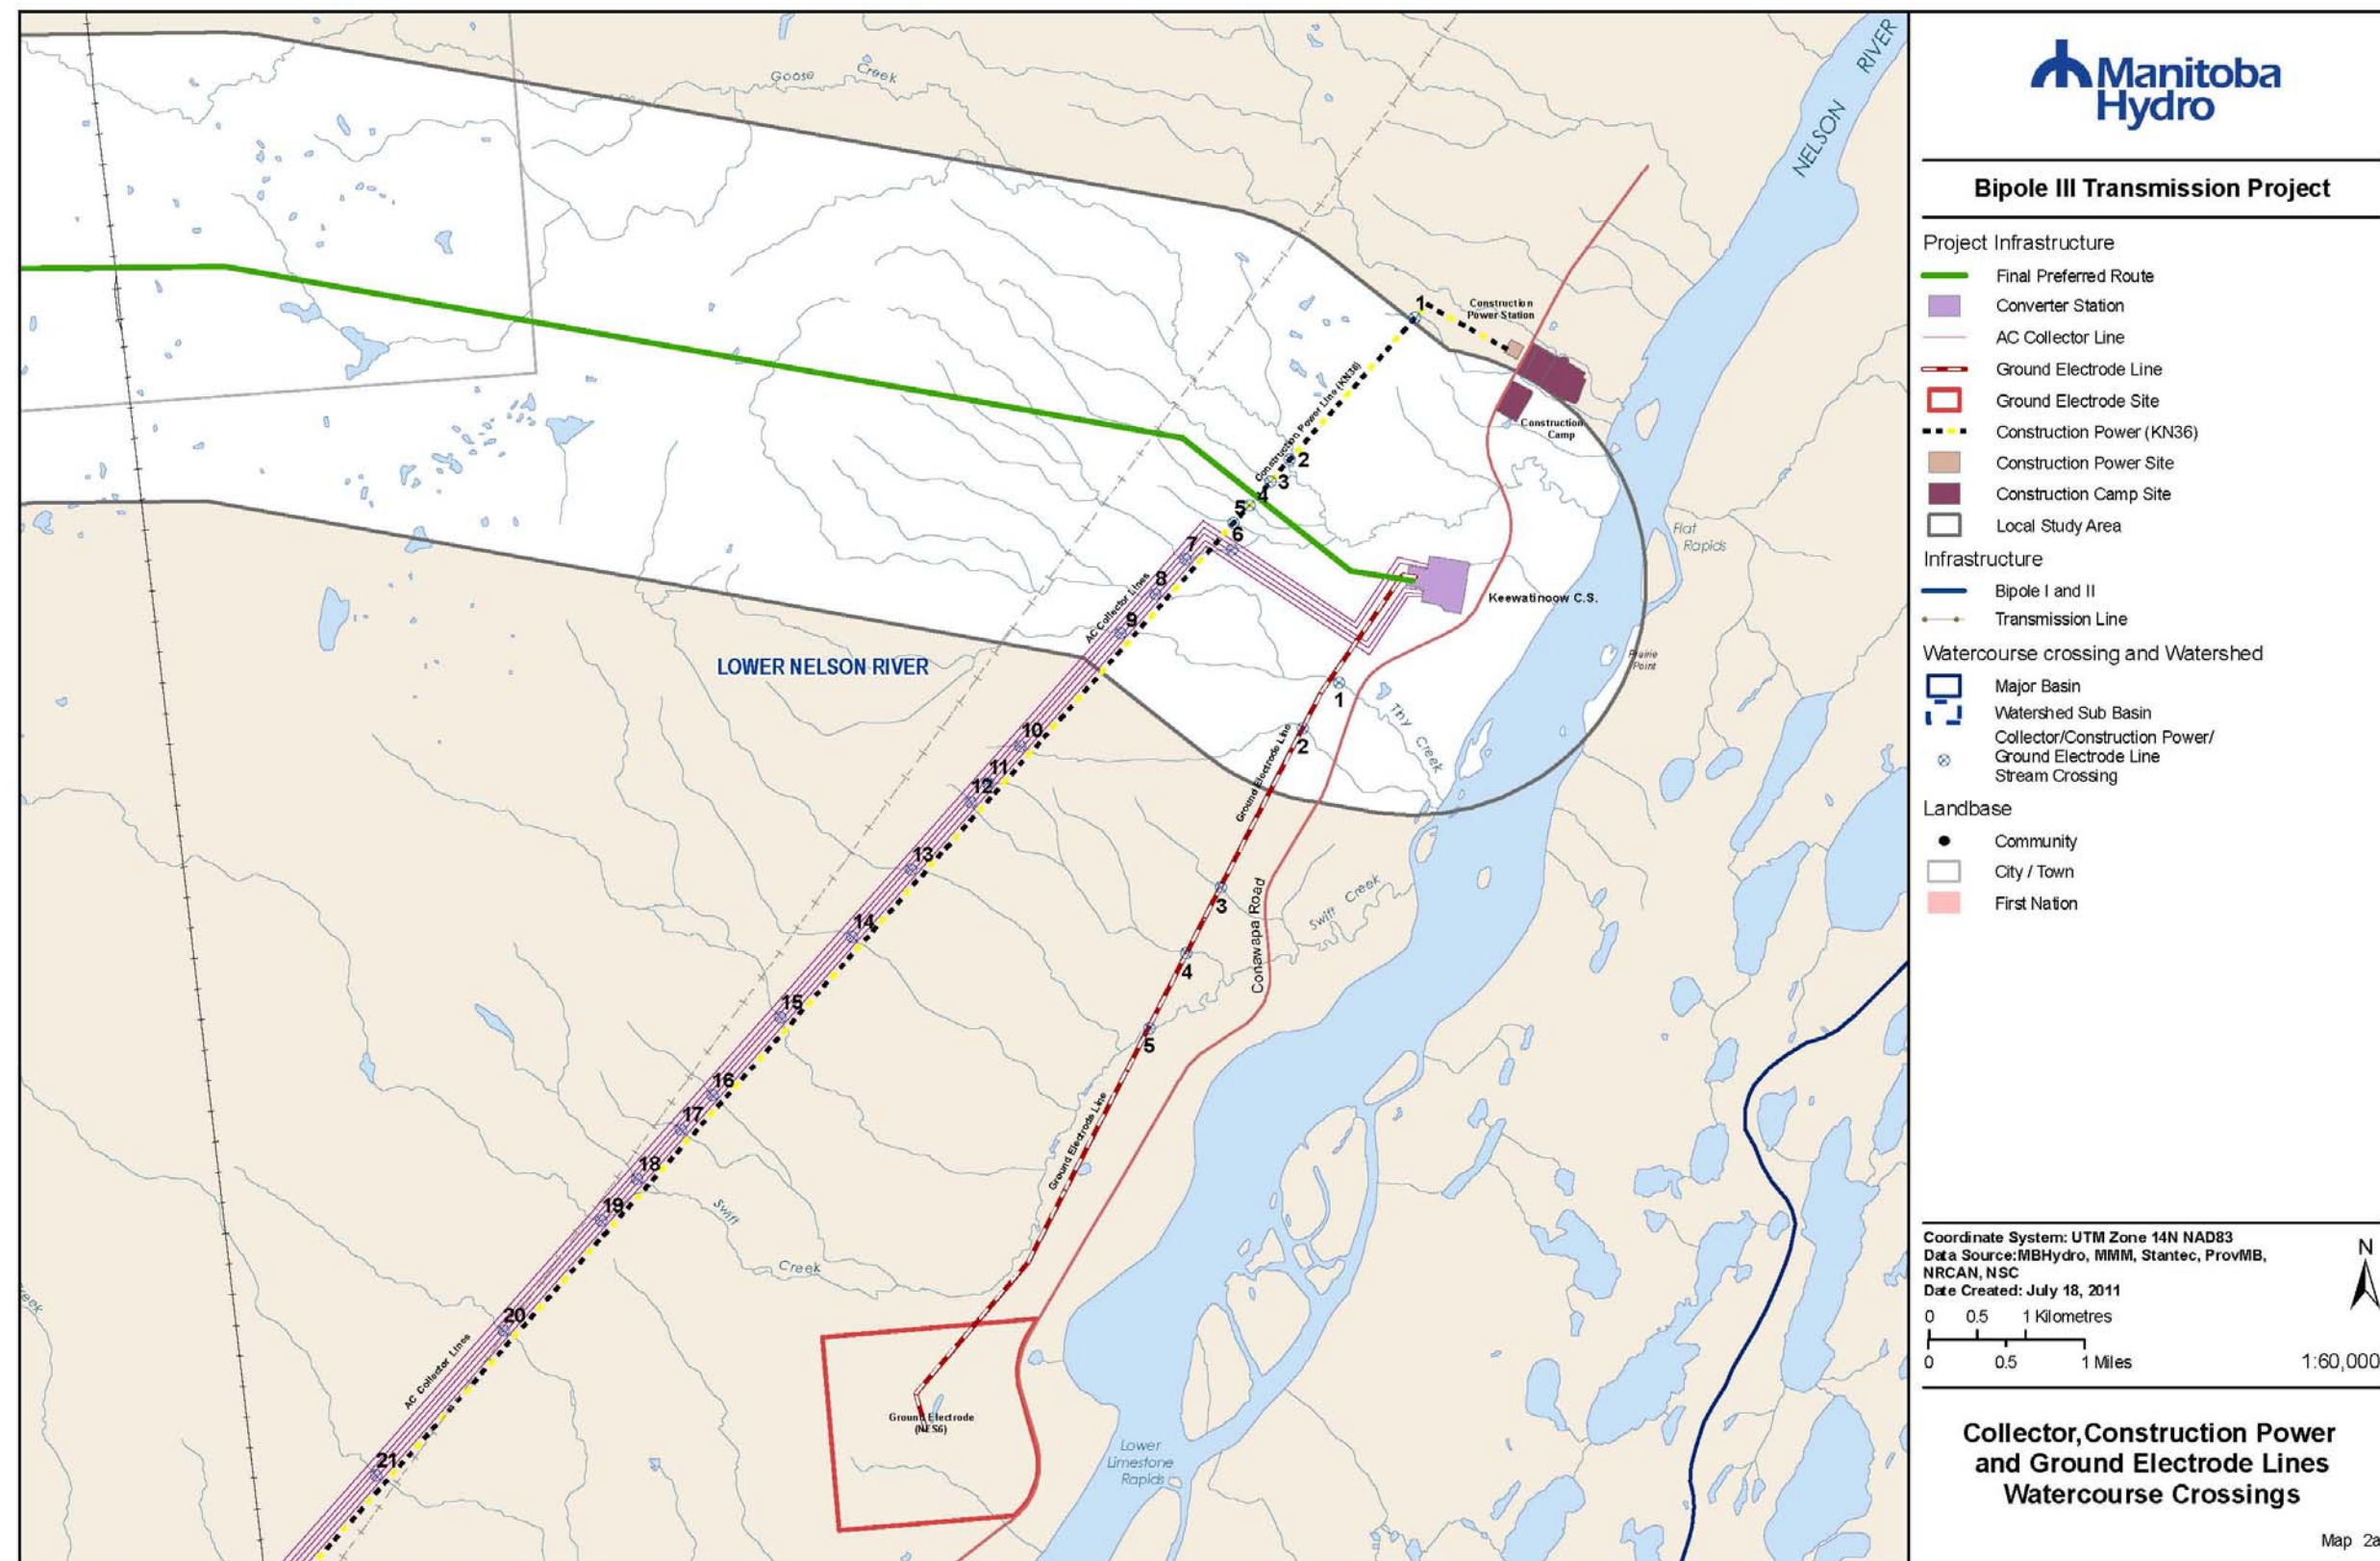 Goose Creek
NELSON RIVER
1
Construction
Power Station
Construction Power Line (KN36)
Construction
Camp
2
3
4
5
6
7
8
9
AC Collector Lines
Flat
Rapids
Keewatinoow C.S.
Prairie
Point
LOWER NELSON RIVER
1
Thy Creek
2
Ground Electrode Line
10
11
12
13
14
15
16
17
18
19
20
21
3
4
5
Conawapa Road
Swift Creek
Ground Electrode Line
Swift
Creek
AC Collector Lines
Ground Electrode
(NES6)
Lower
Limestone
Rapids
Manitoba
Hydro
Bipole III Transmission Project
Project Infrastructure
Final Preferred Route
Converter Station
AC Collector Line
Ground Electrode Line
Ground Electrode Site
Construction Power (KN36)
Construction Power Site
Construction Camp Site
Local Study Area
Infrastructure
Bipole I and II
Transmission Line
Watercourse crossing and Watershed
Major Basin
Watershed Sub Basin
Collector/Construction Power/
Ground Electrode Line
Stream Crossing
Landbase
Community
City / Town
First Nation
Coordinate System: UTM Zone 14N NAD83
Data Source:MBHydro, MMM, Stantec, ProvMB,
NRCAN, NSC
Date Created: July 18, 2011
N
0 0.5 1 Kilometres
0 0.5 1 Miles
1:60,000
Collector,Construction Power
and Ground Electrode Lines
Watercourse Crossings
Map 2a